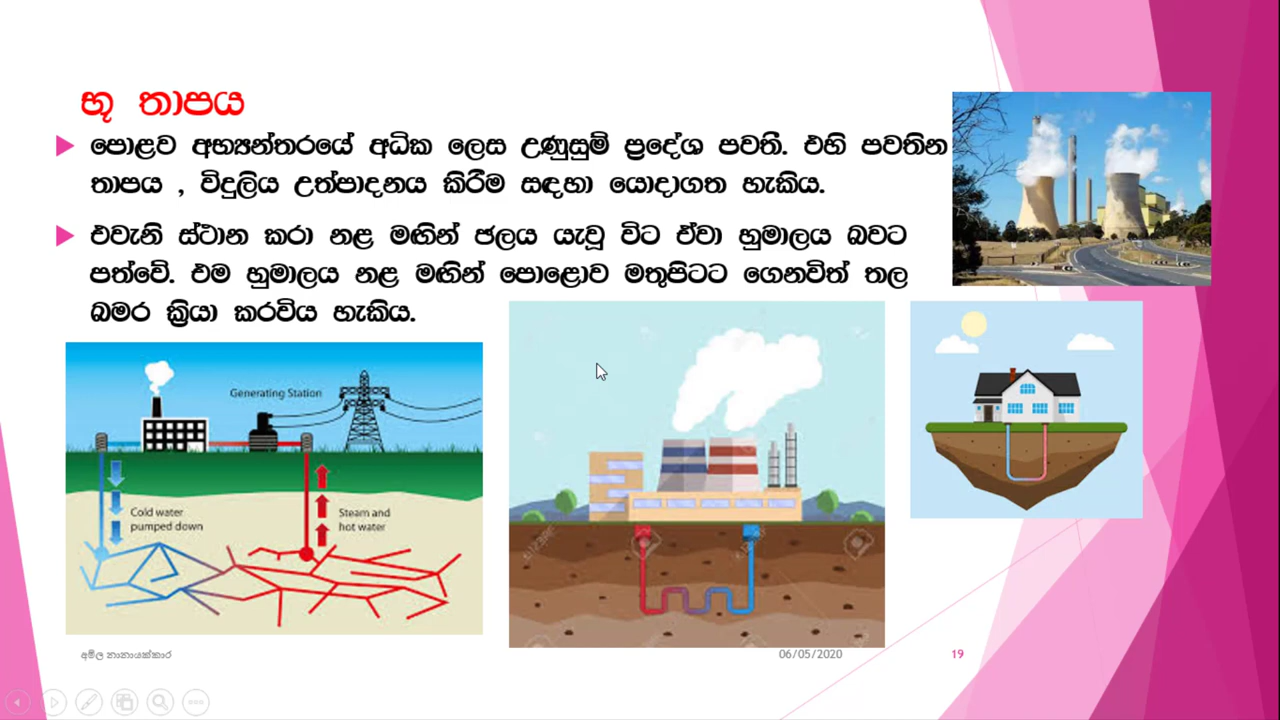 භූ තාපය
පොළව අභ්‍යන්තරයේ අධික ලෙස උණුසුම් ප්‍රදේශ පවතී. එහි පවතින
තාපය , විදුලිය උත්පාදනය කිරීම සඳහා යොදාගත හැකිය.
එවැනි ස්ථාන කරා නළ මඟින් ජලය යැවූ විට ඒවා හුමාලය බවට
පත්වේ. එම හුමාලය නළ මඟින් පොළොව මතුපිටට ගෙනවිත් තල
බමර ක්‍රියා කරවිය හැකිය.
Generating Station
Cold water
pumped down
Steam and
hot water
අමිල නානායක්කාර
06/05/2020
19